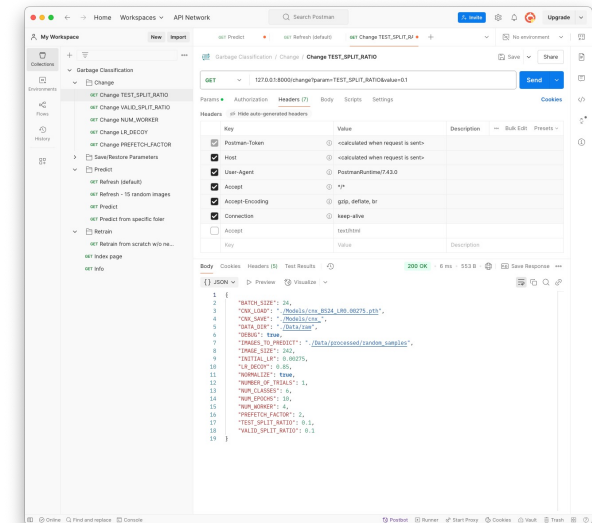 Home Workspaces API Network Search Postman Invite Upgrade
My Workspace New Import GET Predict GET Refresh (default) GET Change TEST_SPLIT_R No environment
Collections
Environments
Flows
History
Garbage Classification
Change
GET Change TEST_SPLIT_RATIO
GET Change VALID_SPLIT_RATIO
GET Change NUM_WORKER
GET Change LR_DECOY
GET Change PREFETCH_FACTOR
Save/Restore Parameters
Predict
GET Refresh (default)
GET Refresh - 15 random images
GET Predict
GET Predict from specific foler
Retrain
GET Retrain from scratch w/o ne...
GET Index page
GET Info
Garbage Classification / Change / Change TEST_SPLIT_RATIO Save Share
GET 127.0.0.1:8000/change?param=TEST_SPLIT_RATIO&value=0.1 Send
Params Authorization Headers (7) Body Scripts Settings Cookies
Headers Hide auto-generated headers
Key Value Description Bulk Edit Presets
Postman-Token <calculated when request is sent>
Host <calculated when request is sent>
User-Agent PostmanRuntime/7.43.0
Accept */*
Accept-Encoding gzip, deflate, br
Connection keep-alive
Accept text/html
Key Value Description
Body Cookies Headers (5) Test Results 200 OK 6 ms 553 B Save Response
{} JSON Preview Visualize
1 {
2 "BATCH_SIZE": 24,
3 "CNX_LOAD": "./Models/cnx_BS24_LR0.00275.pth",
4 "CNX_SAVE": "./Models/cnx_",
5 "DATA_DIR": "./Data/raw",
6 "DEBUG": true,
7 "IMAGES_TO_PREDICT": "./Data/processed/random_samples",
8 "IMAGE_SIZE": 242,
9 "INITIAL_LR": 0.00275,
10 "LR_DECOY": 0.85,
11 "NORMALIZE": true,
12 "NUMBER_OF_TRIALS": 1,
13 "NUM_CLASSES": 6,
14 "NUM_EPOCHS": 10,
15 "NUM_WORKER": 4,
16 "PREFETCH_FACTOR": 2,
17 "TEST_SPLIT_RATIO": 0.1,
18 "VALID_SPLIT_RATIO": 0.1
19 }
Online Find and replace Console Postbot Runner Start Proxy Cookies Vault Trash